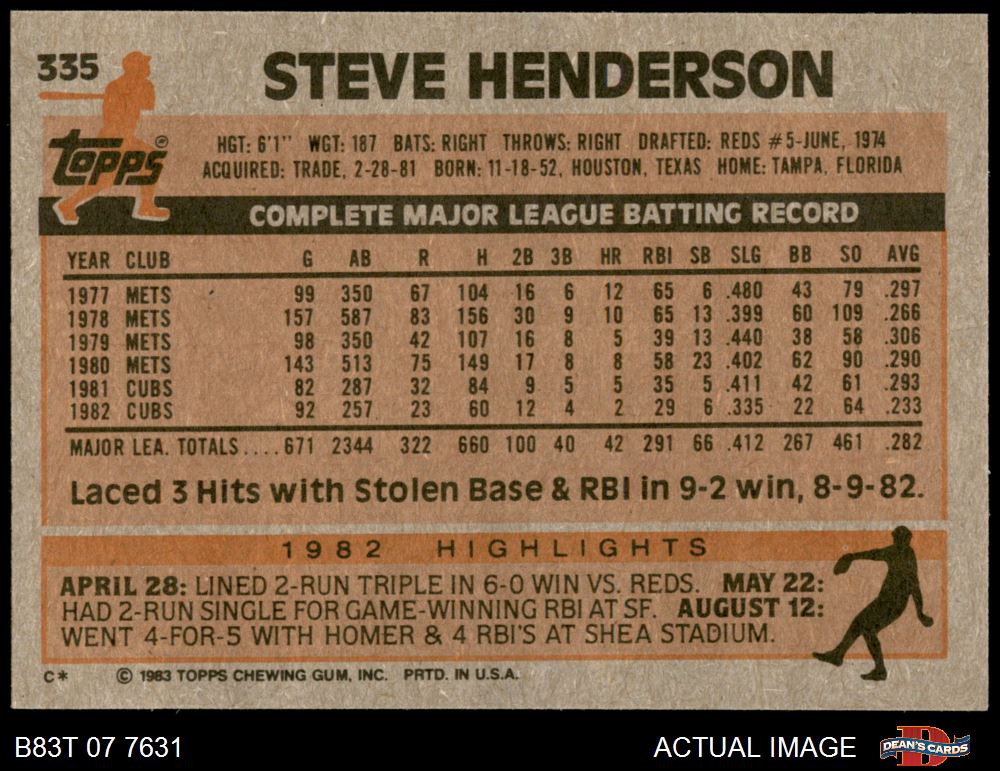 335 STEVE HENDERSON
Topps®
HGT: 6'1" WGT: 187 BATS: RIGHT THROWS: RIGHT DRAFTED: REDS #5-JUNE, 1974
ACQUIRED: TRADE, 2-28-81 BORN: 11-18-52, HOUSTON, TEXAS HOME: TAMPA, FLORIDA
COMPLETE MAJOR LEAGUE BATTING RECORD
YEAR CLUB G AB R H 2B 3B HR RBI SB SLG BB SO AVG
1977 METS 99 350 67 104 16 6 12 65 6 .480 43 79 .297
1978 METS 157 587 83 156 30 9 10 65 13 .399 60 109 .266
1979 METS 98 350 42 107 16 8 5 39 13 .440 38 58 .306
1980 METS 143 513 75 149 17 8 8 58 23 .402 62 90 .290
1981 CUBS 82 287 32 84 9 5 5 35 5 .411 42 61 .293
1982 CUBS 92 257 23 60 12 4 2 29 6 .335 22 64 .233
MAJOR LEA. TOTALS....671 2344 322 660 100 40 42 291 66 .412 267 461 .282
Laced 3 Hits with Stolen Base & RBI in 9-2 win, 8-9-82.
1982 HIGHLIGHTS
APRIL 28: LINED 2-RUN TRIPLE IN 6-0 WIN VS. REDS. MAY 22:
HAD 2-RUN SINGLE FOR GAME-WINNING RBI AT SF. AUGUST 12:
WENT 4-FOR-5 WITH HOMER & 4 RBI'S AT SHEA STADIUM.
C* © 1983 TOPPS CHEWING GUM, INC. PRTD. IN U.S.A.
B83T 07 7631 ACTUAL IMAGE DEAN'S CARDS